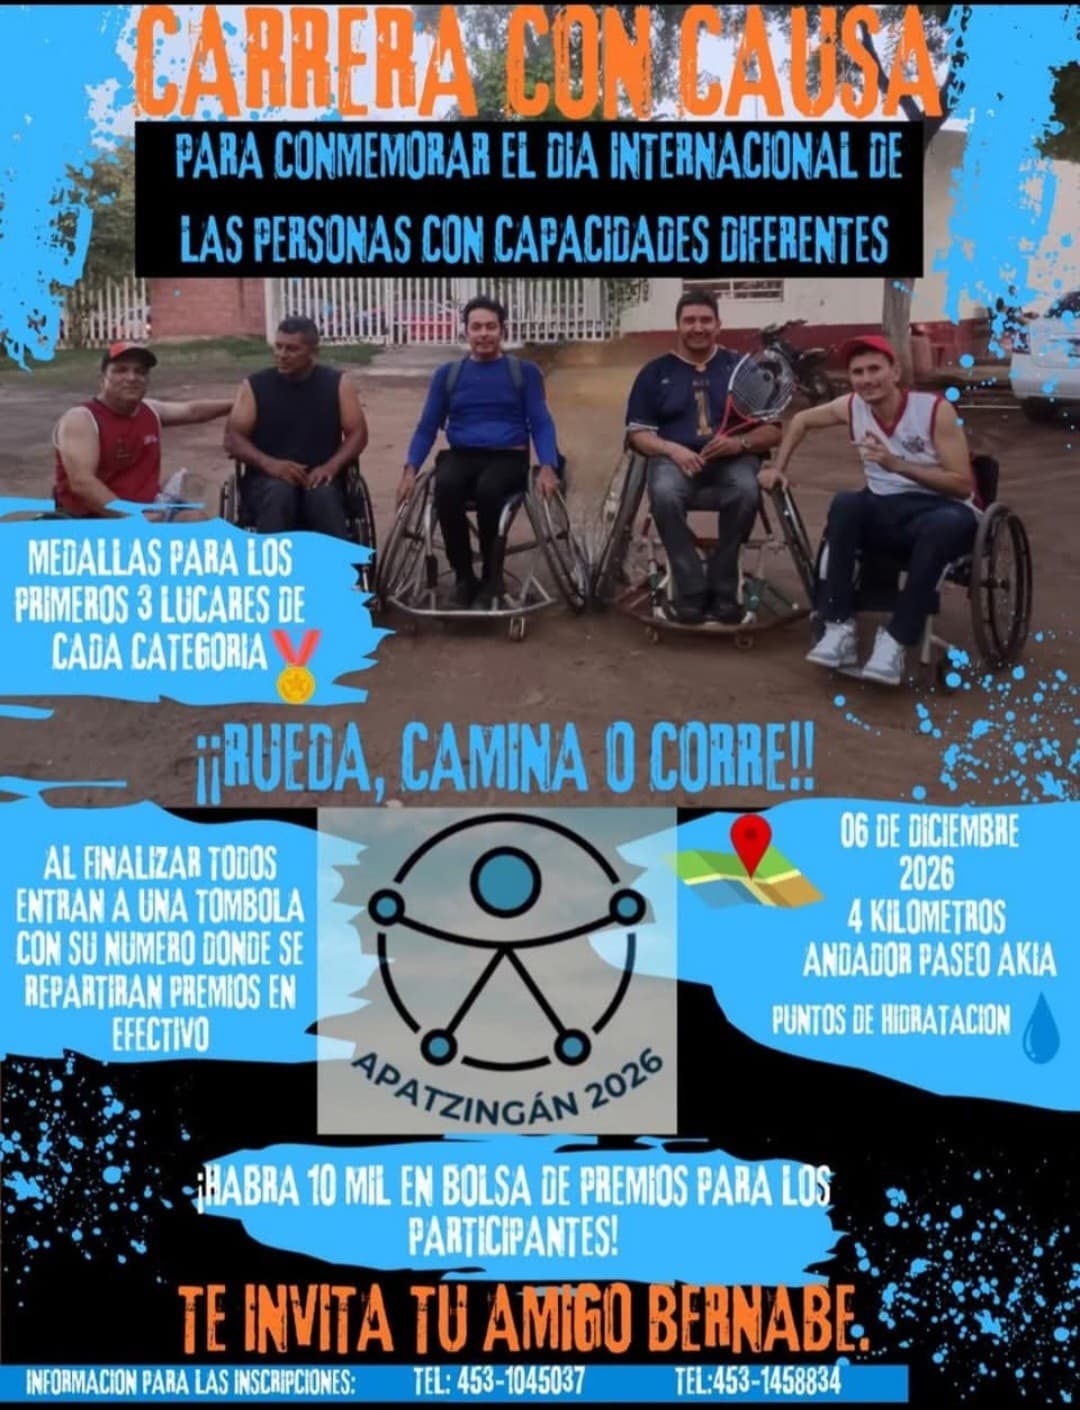 CARRERA CON CAUSA
PARA CONMEMORAR EL DIA INTERNACIONAL DE
LAS PERSONAS CON CAPACIDADES DIFERENTES
1
MEDALLAS PARA LOS
PRIMEROS 3 LUCARES DE
CADA CATEGORIA
¡¡RUEDA, CAMINA O CORRE!!
AL FINALIZAR TODOS
ENTRAN A UNA TOMBOLA
CON SU NUMERO DONDE SE
REPARTIRAN PREMIOS EN
EFECTIVO
APATZINGÁN 2026
06 DE DICIEMBRE
2026
4 KILOMETROS
ANDADOR PASEO AKIA
PUNTOS DE HIDRATACION
¡HABRA 10 MIL EN BOLSA DE PREMIOS PARA LOS
PARTICIPANTES!
TE INVITA TU AMIGO BERNABE.
INFORMACION PARA LAS INSCRIPCIONES: TEL: 453-1045037 TEL:453-1458834